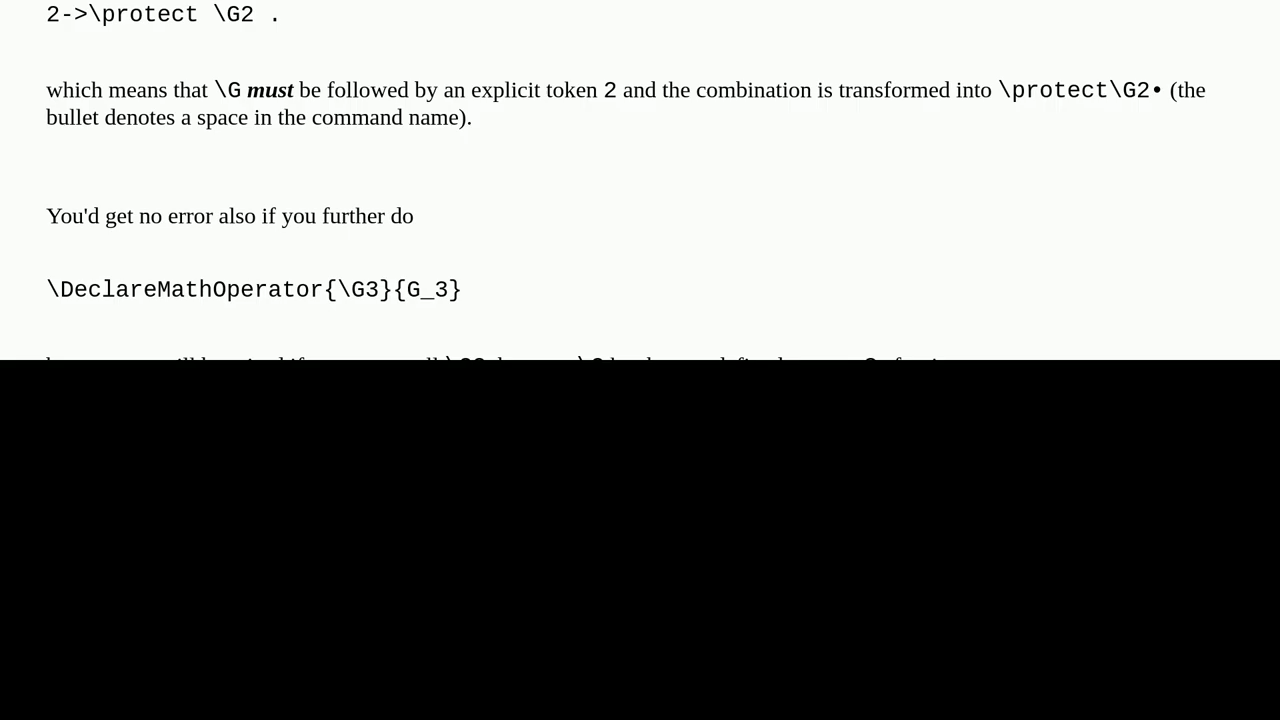 2->\protect \G2 .
which means that \G must be followed by an explicit token 2 and the combination is transformed into \protect\G2• (the
bullet denotes a space in the command name).
You'd get no error also if you further do
\DeclareMathOperator{\G3}{G_3}